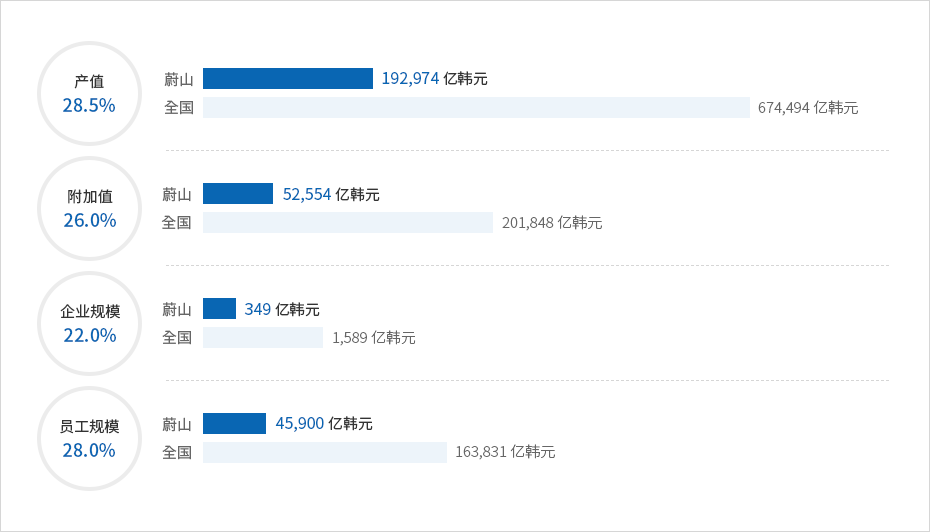 产值
28.5%
蔚山 192,974 亿韩元
全国 674,494 亿韩元
附加值
26.0%
蔚山 52,554 亿韩元
全国 201,848 亿韩元
企业规模
22.0%
蔚山 349 亿韩元
全国 1,589 亿韩元
员工规模
28.0%
蔚山 45,900 亿韩元
全国 163,831 亿韩元